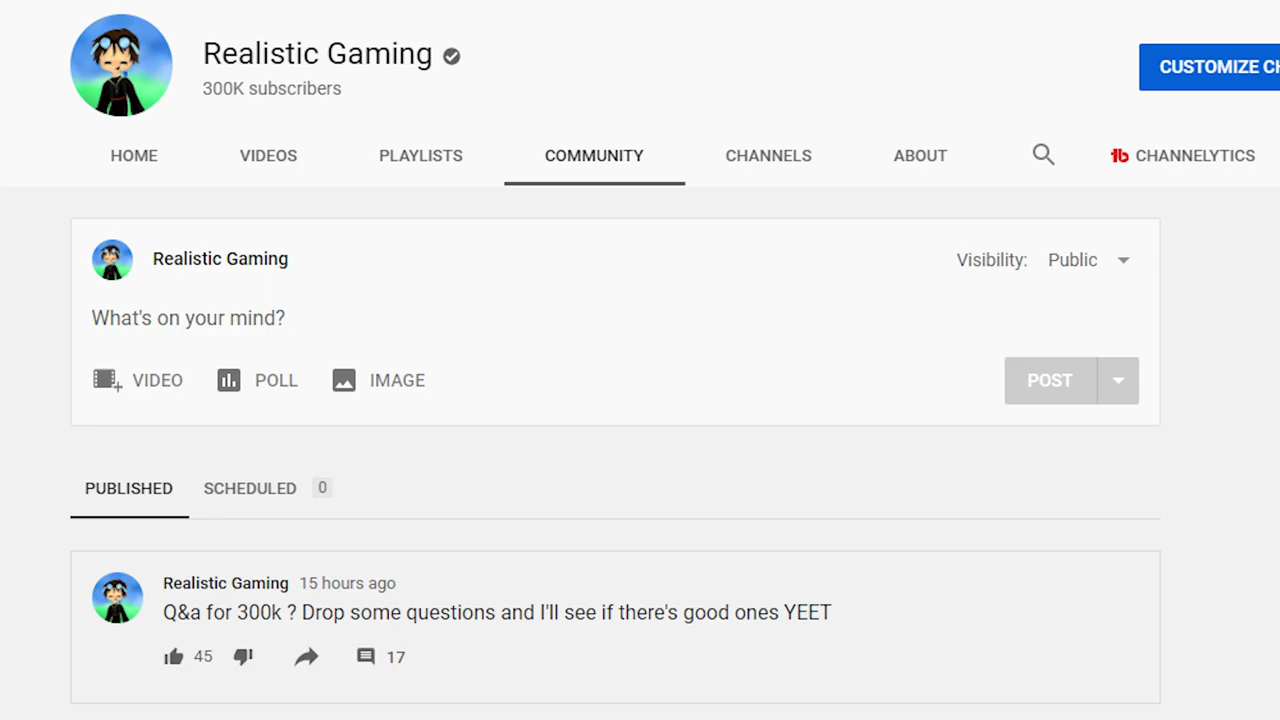 Realistic Gaming
300K subscribers
CUSTOMIZE CH
HOME VIDEOS PLAYLISTS COMMUNITY CHANNELS ABOUT CHANNELYTICS
Realistic Gaming
Visibility: Public
What's on your mind?
VIDEO POLL IMAGE
POST
PUBLISHED SCHEDULED 0
Realistic Gaming 15 hours ago
Q&a for 300k ? Drop some questions and I'll see if there's good ones YEET
45 17